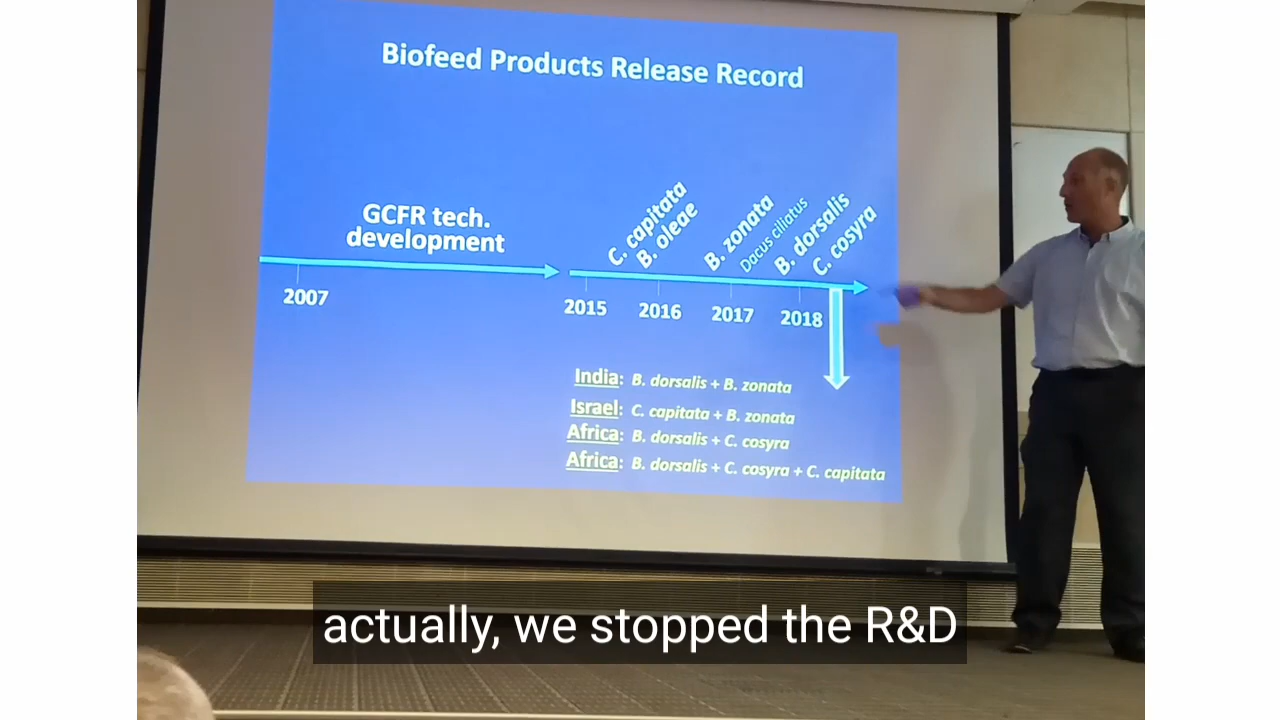 Biofeed Products Release Record
GCFR tech.
development
C. capitata
B. oleae
B. zonata
Dacus ciliatus
B. dorsalis
C. cosyra
2007
2015
2016
2017
2018
India: B. dorsalis + B. zonata
Israel: C. capitata + B. zonata
Africa: B. dorsalis + C. cosyra
Africa: B. dorsalis + C. cosyra + C. capitata
actually, we stopped the R&D